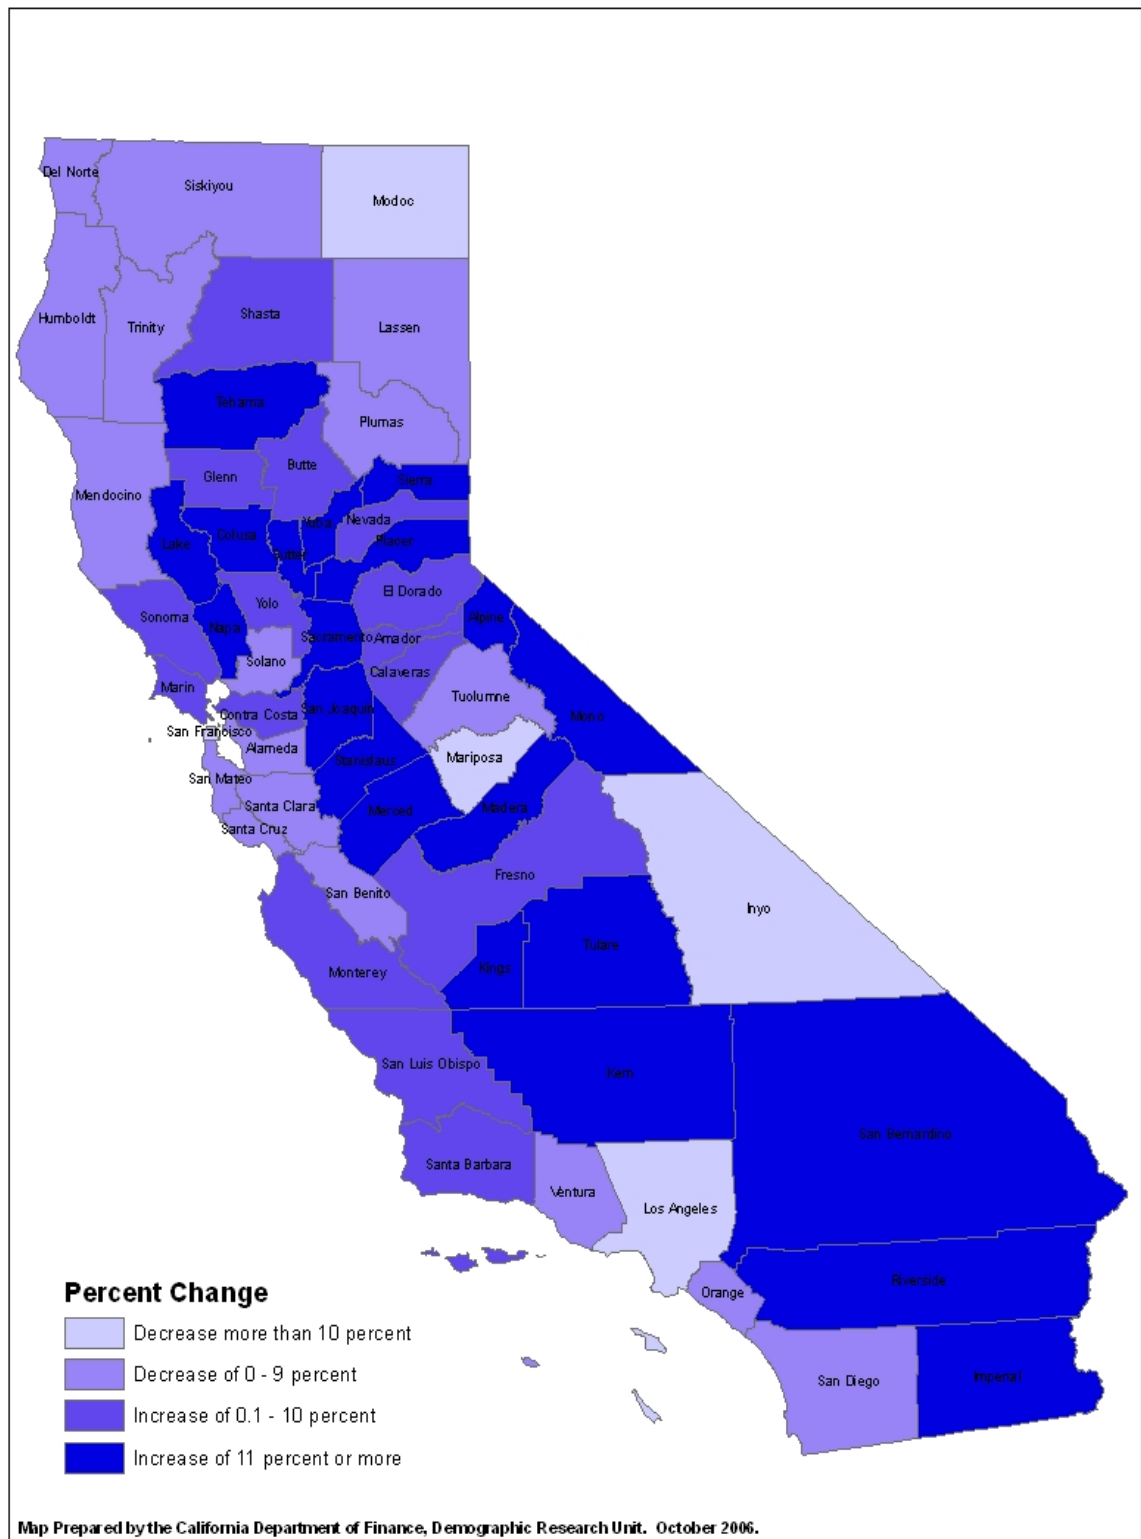 Del Norte
Siskiyou
Modoc
Humboldt
Trinity
Shasta
Lassen
Tehama
Plumas
Mendocino
Glenn
Butte
Sierra
Lake
Colusa
Sutter
Yuba
Nevada
Placer
Sonoma
Napa
Yolo
El Dorado
Alpine
Sacramento
Amador
Solano
Calaveras
Marin
Contra Costa
San Joaquin
Tuolumne
Mono
San Francisco
Alameda
Stanislaus
Mariposa
San Mateo
Santa Clara
Merced
Madera
Santa Cruz
San Benito
Fresno
Inyo
Monterey
Kings
Tulare
San Luis Obispo
Kern
San Bernardino
Santa Barbara
Ventura
Los Angeles
Orange
Riverside
San Diego
Imperial
Percent Change
Decrease more than 10 percent
Decrease of 0 - 9 percent
Increase of 0.1 - 10 percent
Increase of 11 percent or more
Map Prepared by the California Department of Finance, Demographic Research Unit. October 2006.